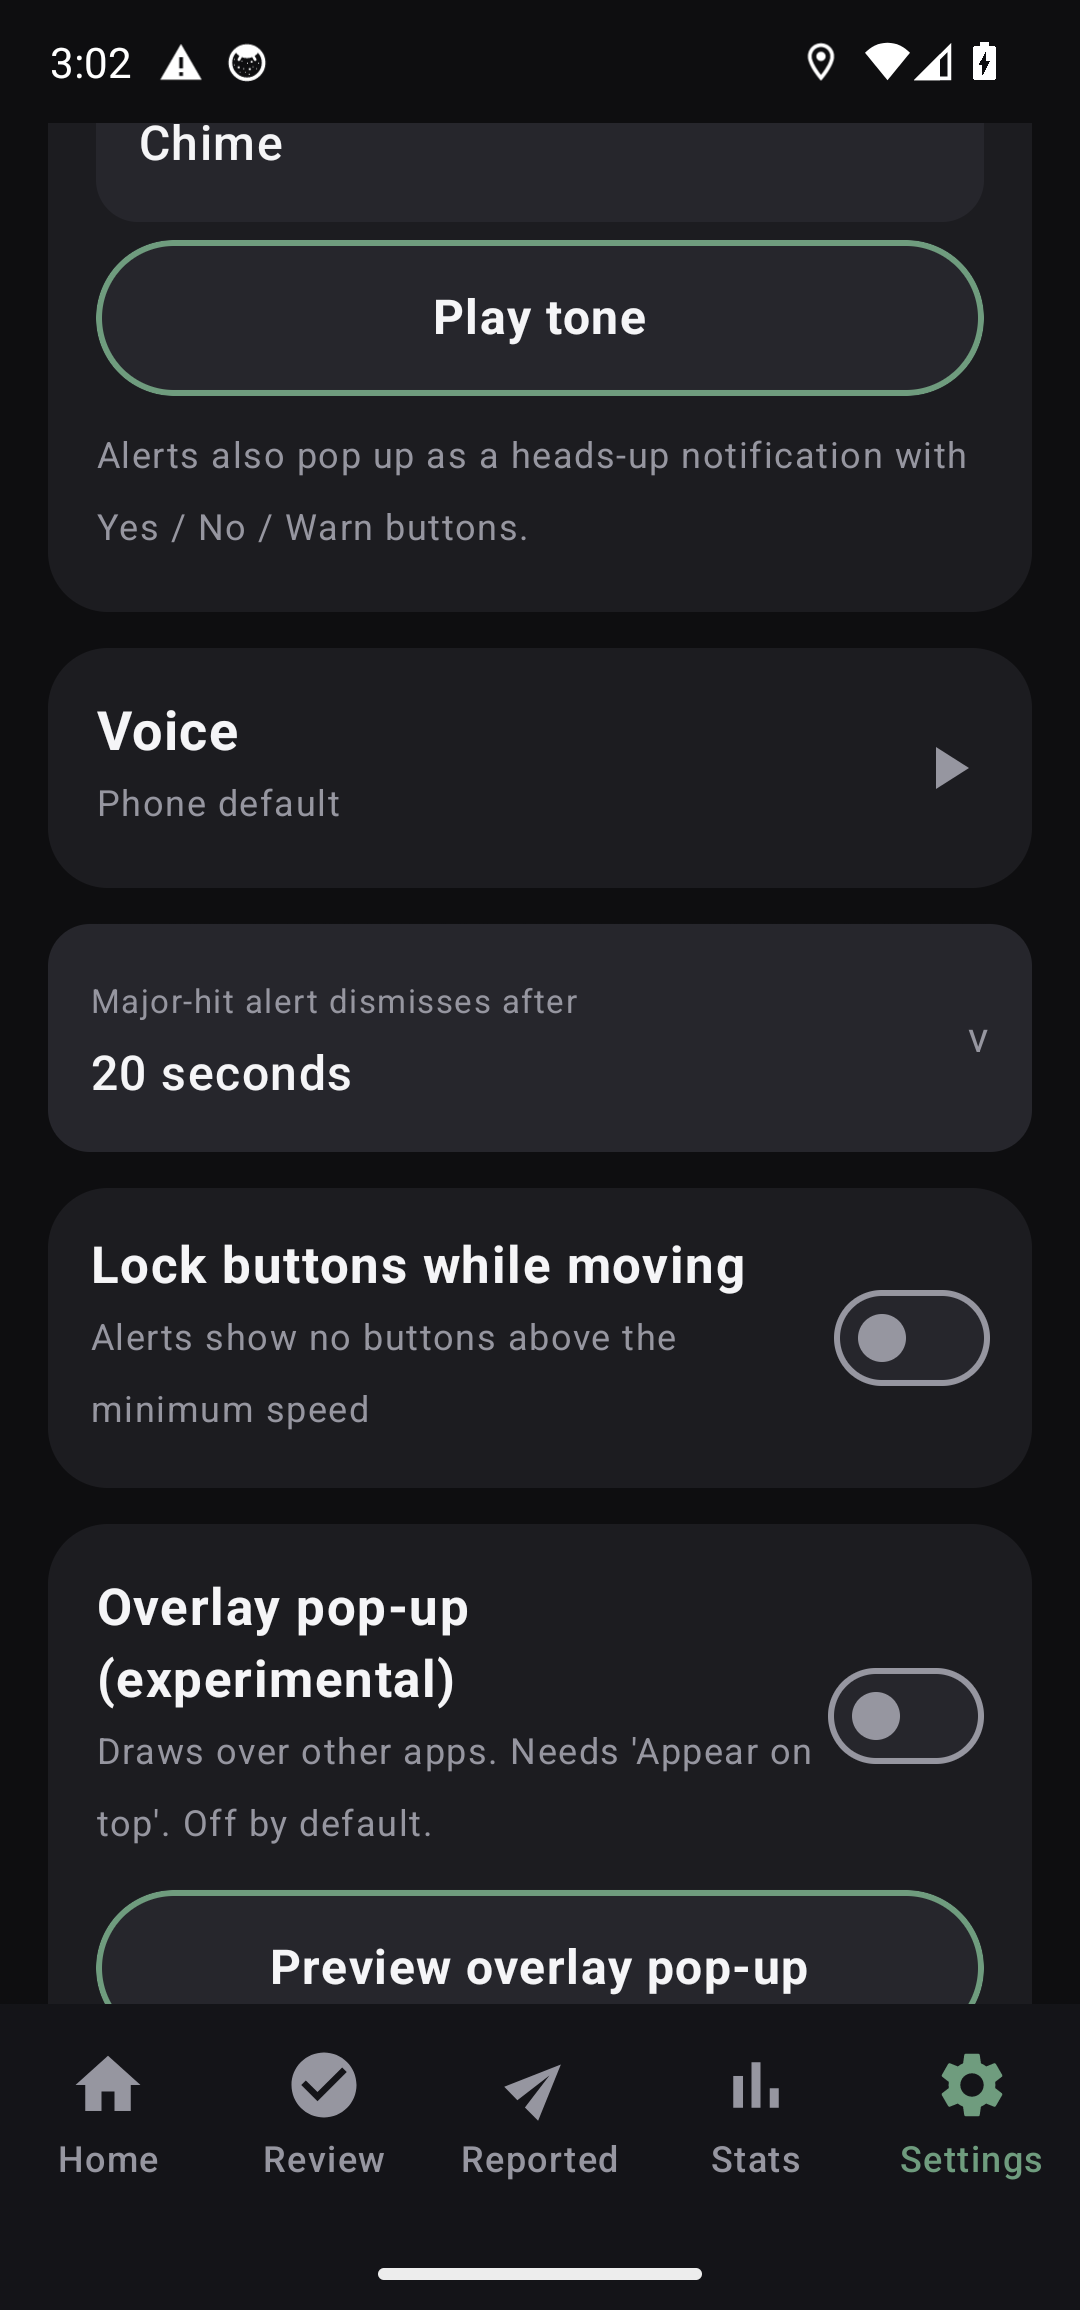 3:02
Chime
Play tone
Alerts also pop up as a heads-up notification with
Yes / No / Warn buttons.
Voice
Phone default
Major-hit alert dismisses after
20 seconds
v
Lock buttons while moving
Alerts show no buttons above the
minimum speed
Overlay pop-up
(experimental)
Draws over other apps. Needs 'Appear on
top'. Off by default.
Preview overlay pop-up
Home
Review
Reported
Stats
Settings